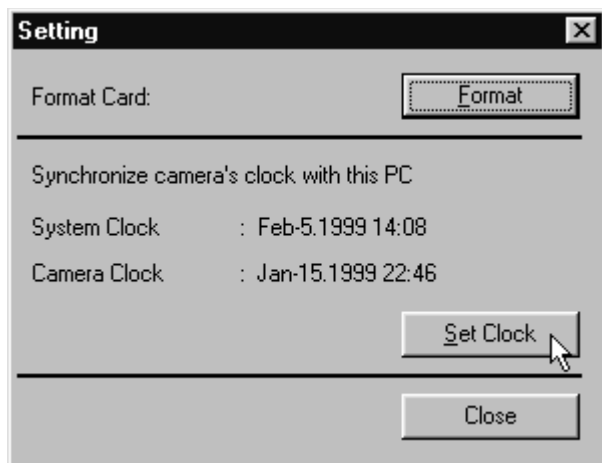 Setting
Format Card: Format
Synchronize camera's clock with this PC
System Clock : Feb-5.1999 14:08
Camera Clock : Jan-15.1999 22:46
Set Clock
Close